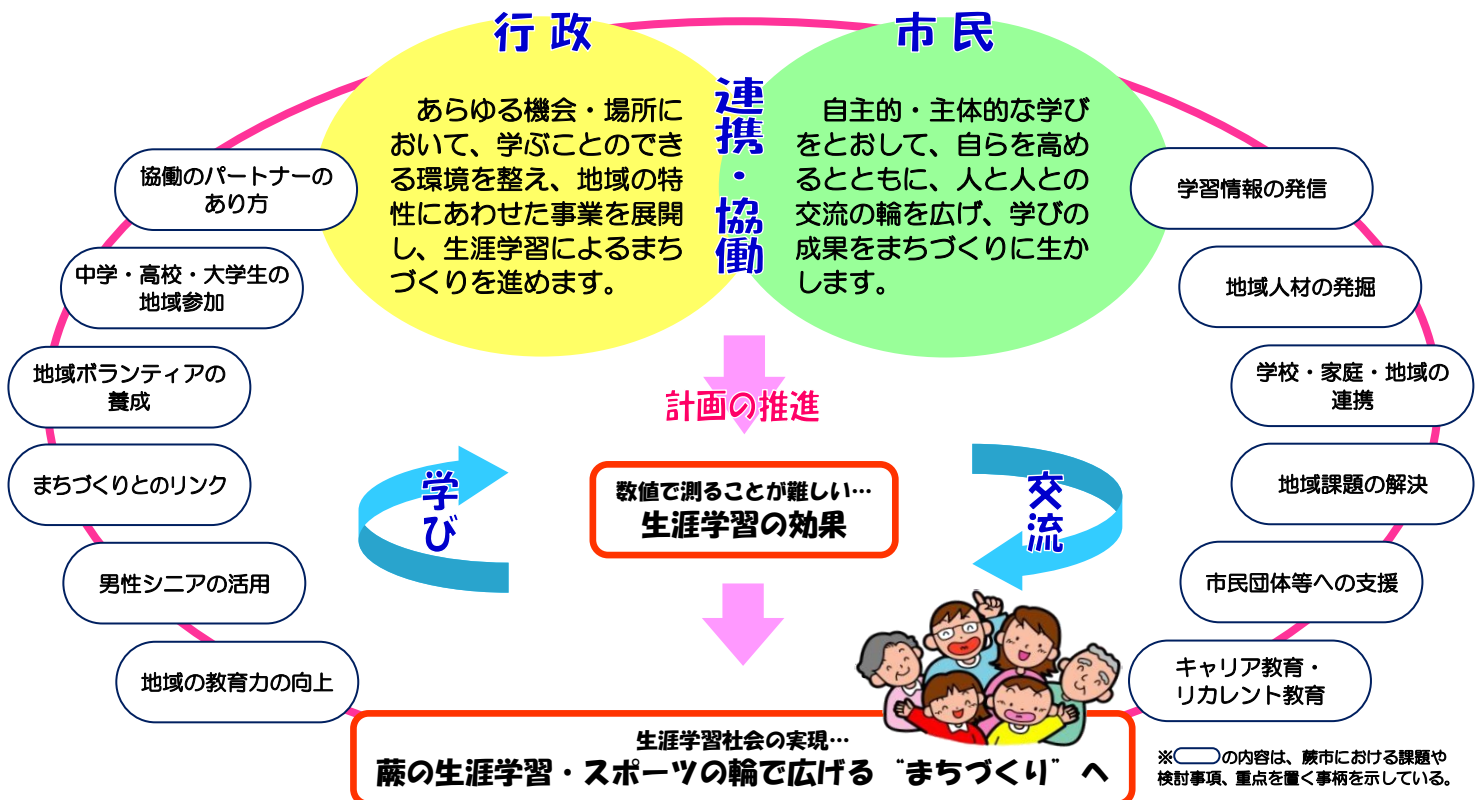 行政
あらゆる機会・場所に
おいて、学ぶことのでき
る環境を整え、地域の特
性にあわせた事業を展開
し、生涯学習によるまち
づくりを進めます。
連携・協働
市民
自主的・主体的な学び
をとおして、自らを高め
るとともに、人と人との
交流の輪を広げ、学びの
成果をまちづくりに生か
します。
協働のパートナーの
あり方
中学・高校・大学生の
地域参加
地域ボランティアの
養成
まちづくりとのリンク
男性シニアの活用
地域の教育力の向上
学習情報の発信
地域人材の発掘
学校・家庭・地域の
連携
地域課題の解決
市民団体等への支援
キャリア教育・
リカレント教育
計画の推進
学び
数値で測ることが難しい…
生涯学習の効果
交流
生涯学習社会の実現…
蕨の生涯学習・スポーツの輪で広げる“まちづくり”へ
※の内容は、蕨市における課題や
検討事項、重点を置く事柄を示している。